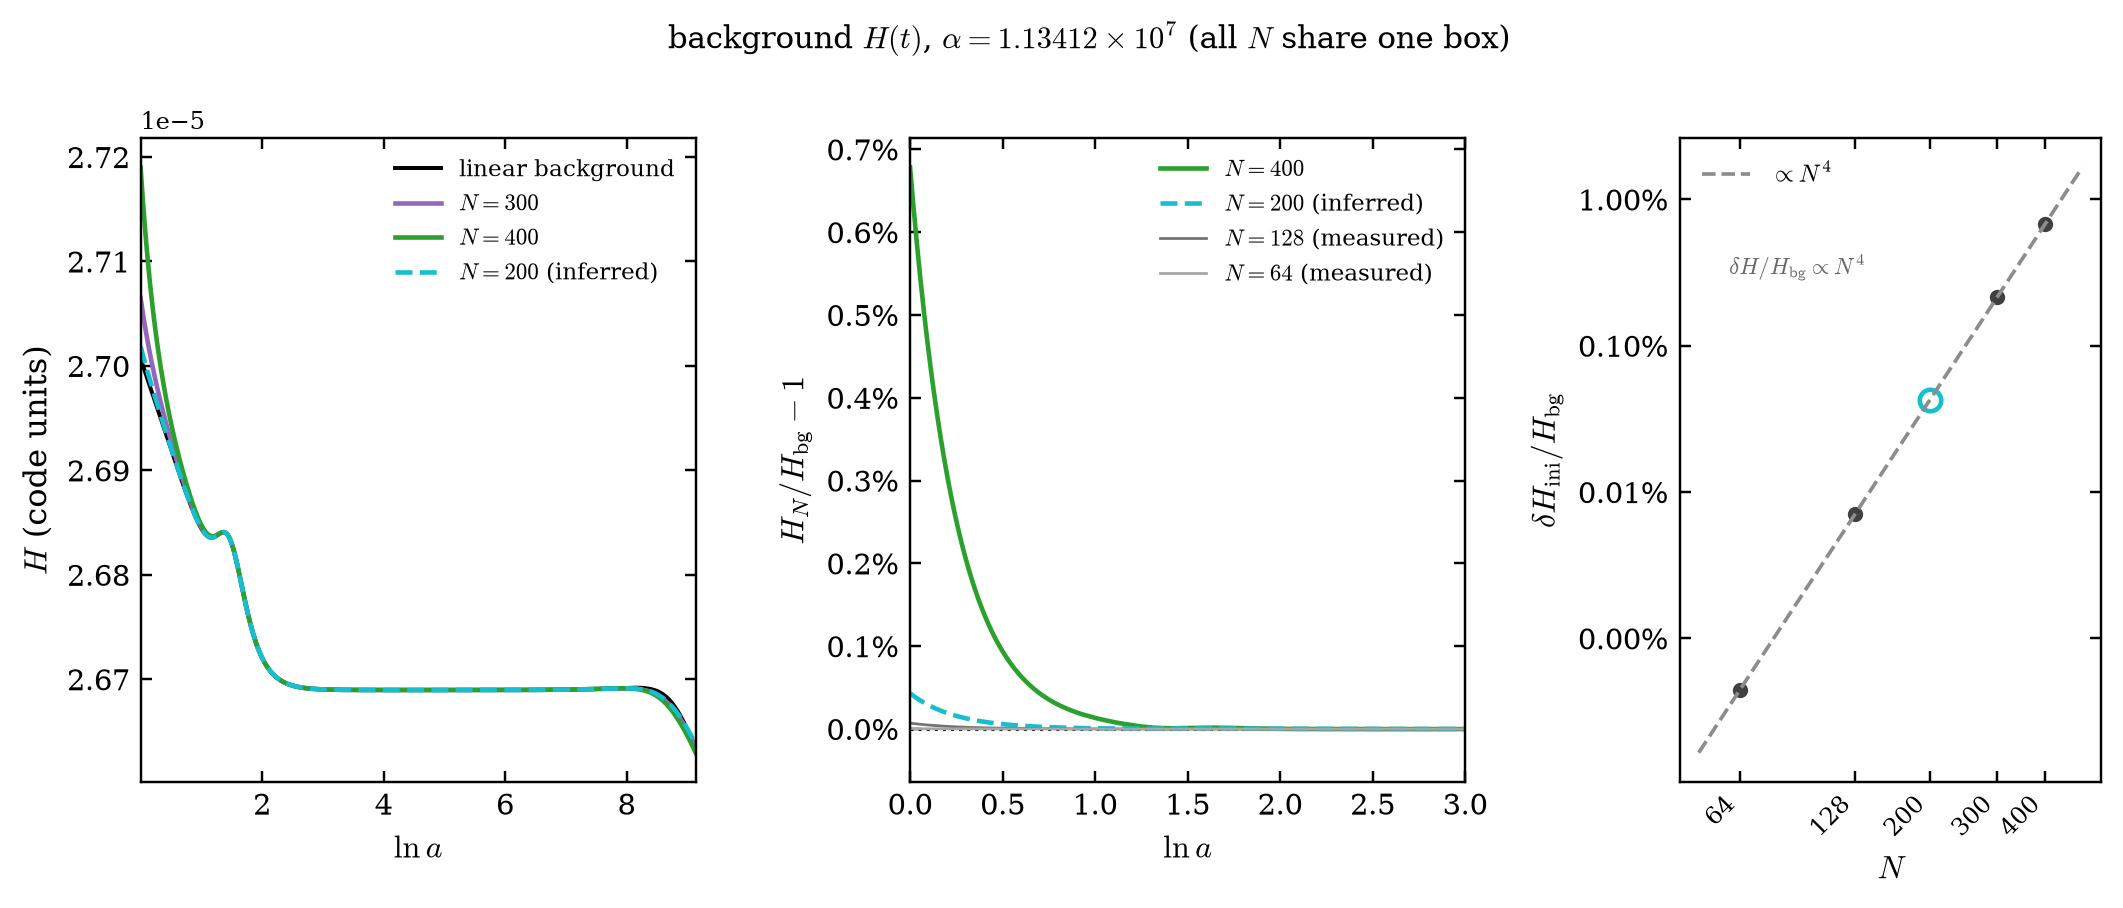 background H(t), α = 1.13412 × 10⁷ (all N share one box)
1e−5
2.72
2.71
2.70
2.69
2.68
2.67
H (code units)
2
4
6
8
ln a
linear background
N = 300
N = 400
N = 200 (inferred)
0.7%
0.6%
0.5%
0.4%
0.3%
0.2%
0.1%
0.0%
H_N/H_bg − 1
0.0
0.5
1.0
1.5
2.0
2.5
3.0
ln a
N = 400
N = 200 (inferred)
N = 128 (measured)
N = 64 (measured)
1.00%
0.10%
0.01%
0.00%
δH_ini/H_bg
64
128
200
300
400
N
∝ N⁴
δH/H_bg ∝ N⁴